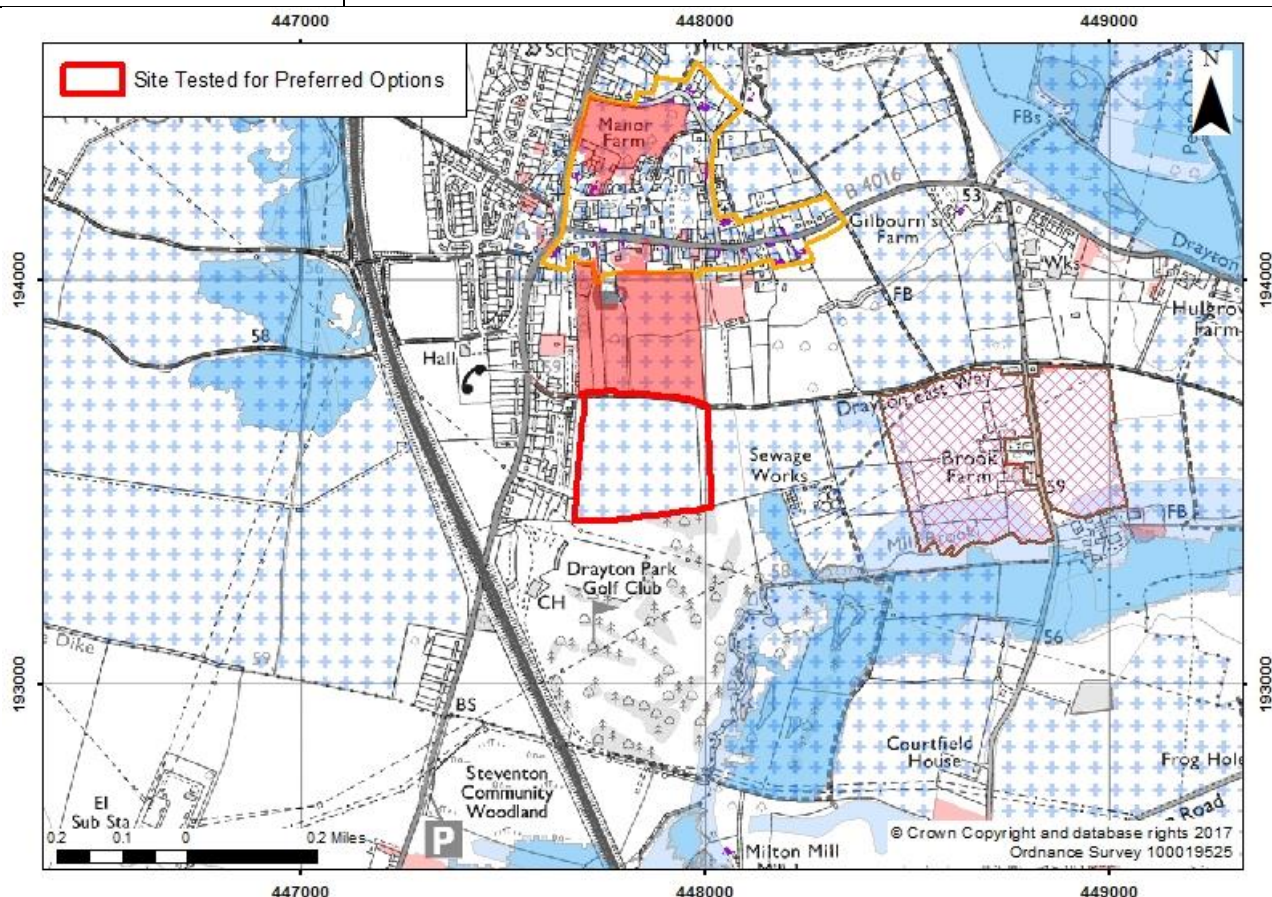 447000
448000
449000
Site Tested for Preferred Options
N
Sch
Manor
Farm
FBs
B 4016
53
Gilbourn's
Farm
Drayton
194000
194000
56
Wks
FB
Hulgrov
Farm
58
Hall
59
Drayton East Way
Sewage
Works
Brook
Farm
59
FB
Mill Brook
58
Drayton Park
Golf Club
CH
56
e Dike
59
193000
193000
BS
Courtfield
House
Frog Hole
Steventon
Community
Woodland
El
Sub Sta
Road
P
0.2 0.1 0 0.2 Miles
© Crown Copyright and database rights 2017
Ordnance Survey 100019525
Milton Mill
447000
448000
449000